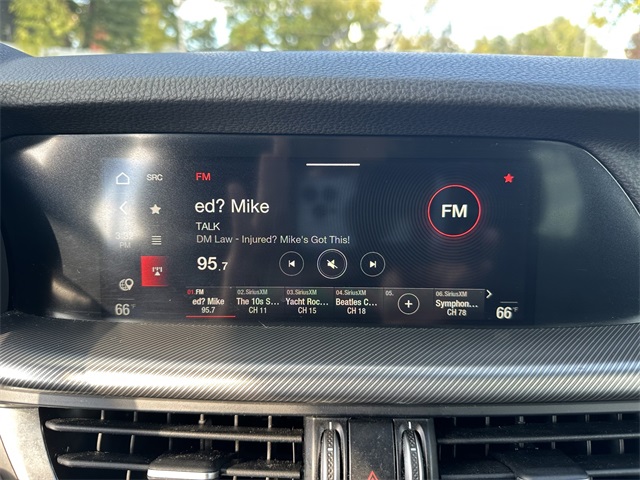 SRC
FM
ed? Mike
TALK
DM Law - Injured? Mike's Got This!
95.7
FM
PM
01.FM
ed? Mike
95.7
02.SiriusXM
The 10s S...
CH 11
03.SiriusXM
Yacht Roc...
CH 15
04.SiriusXM
Beatles C...
CH 18
05.
06.SiriusXM
Symphon...
CH 78
66°
66°